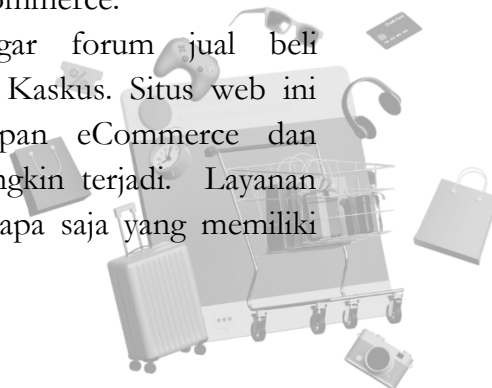 ommerce.
gar forum jual beli
Kaskus. Situs web ini
pan eCommerce dan
ngkin terjadi. Layanan
apa saja yang memiliki